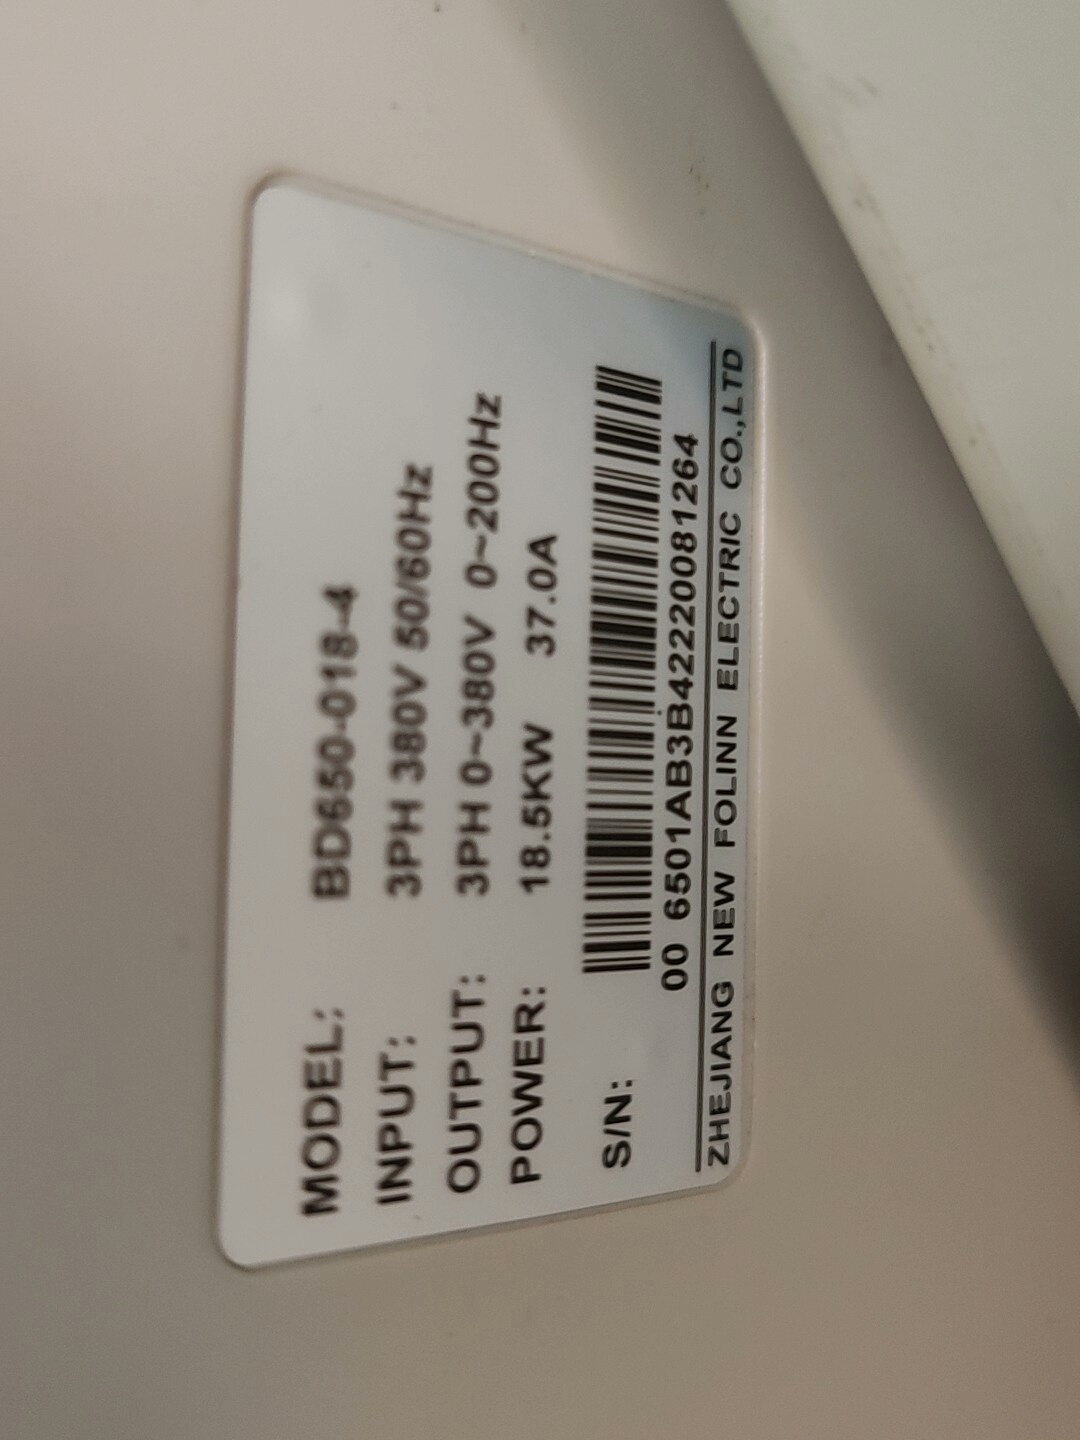 MODEL: BD650-018-4
INPUT: 3PH 380V 50/60Hz
OUTPUT: 3PH 0~380V 0~200Hz
POWER: 18.5KW 37.0A
S/N:
00 6501AB3B42220081264
ZHEJIANG NEW FOLINN ELECTRIC CO.,LTD